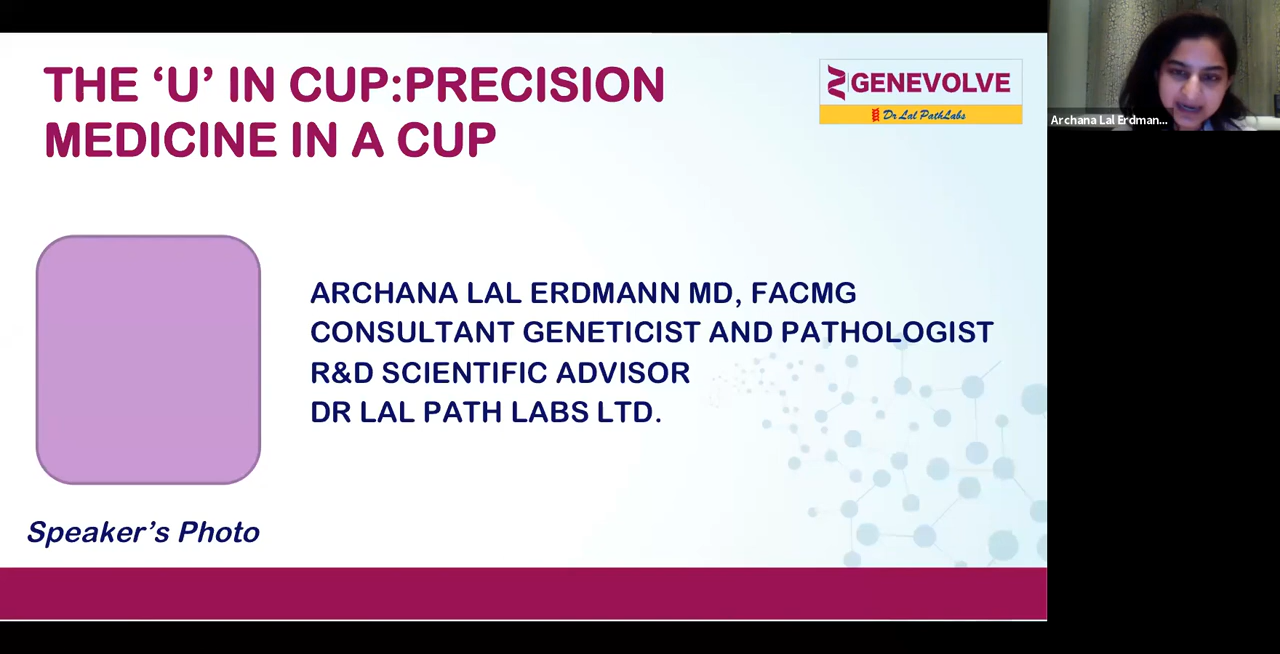 THE ‘U’ IN CUP:PRECISION
MEDICINE IN A CUP
GENEVOLVE
Dr Lal PathLabs
Archana Lal Erdman...
ARCHANA LAL ERDMANN MD, FACMG
CONSULTANT GENETICIST AND PATHOLOGIST
R&D SCIENTIFIC ADVISOR
DR LAL PATH LABS LTD.
Speaker’s Photo